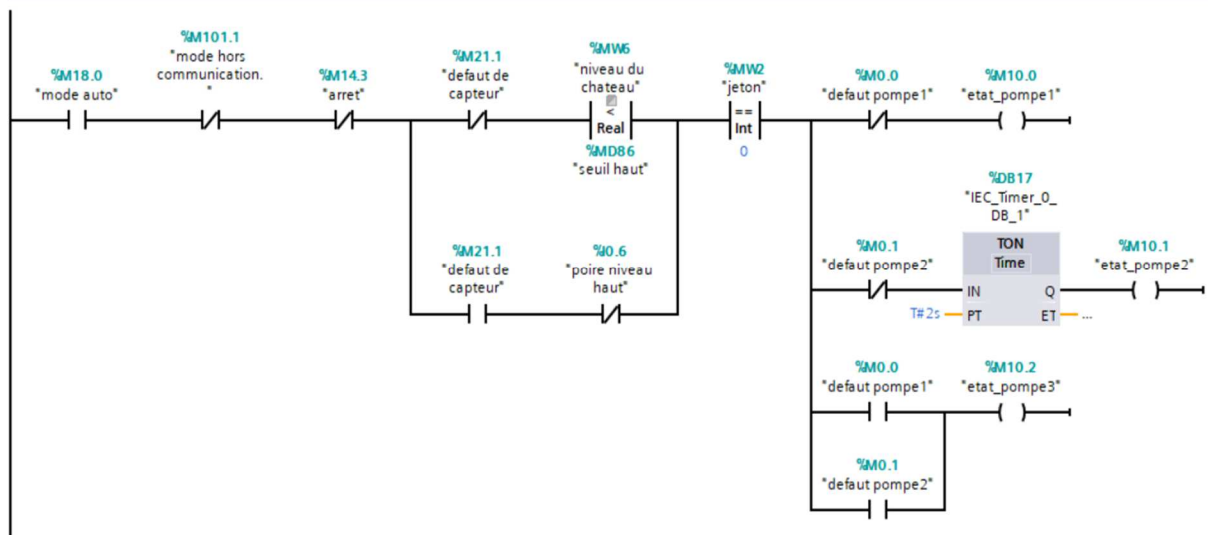 %M18.0
"mode auto"
%M101.1
"mode hors
communication.
"
%M14.3
"arret"
%M21.1
"defaut de
capteur"
%MW6
"niveau du
chateau"
<
Real
%MD86
"seuil haut"
%MW2
"jeton"
==
Int
0
%M0.0
"defaut pompe1"
%M10.0
"etat_pompe1"
%M21.1
"defaut de
capteur"
%I0.6
"poire niveau
haut"
%DB17
"IEC_Timer_0_
DB_1"
%M0.1
"defaut pompe2"
TON
Time
IN
Q
T#2s
PT
ET
...
%M10.1
"etat_pompe2"
%M0.0
"defaut pompe1"
%M10.2
"etat_pompe3"
%M0.1
"defaut pompe2"